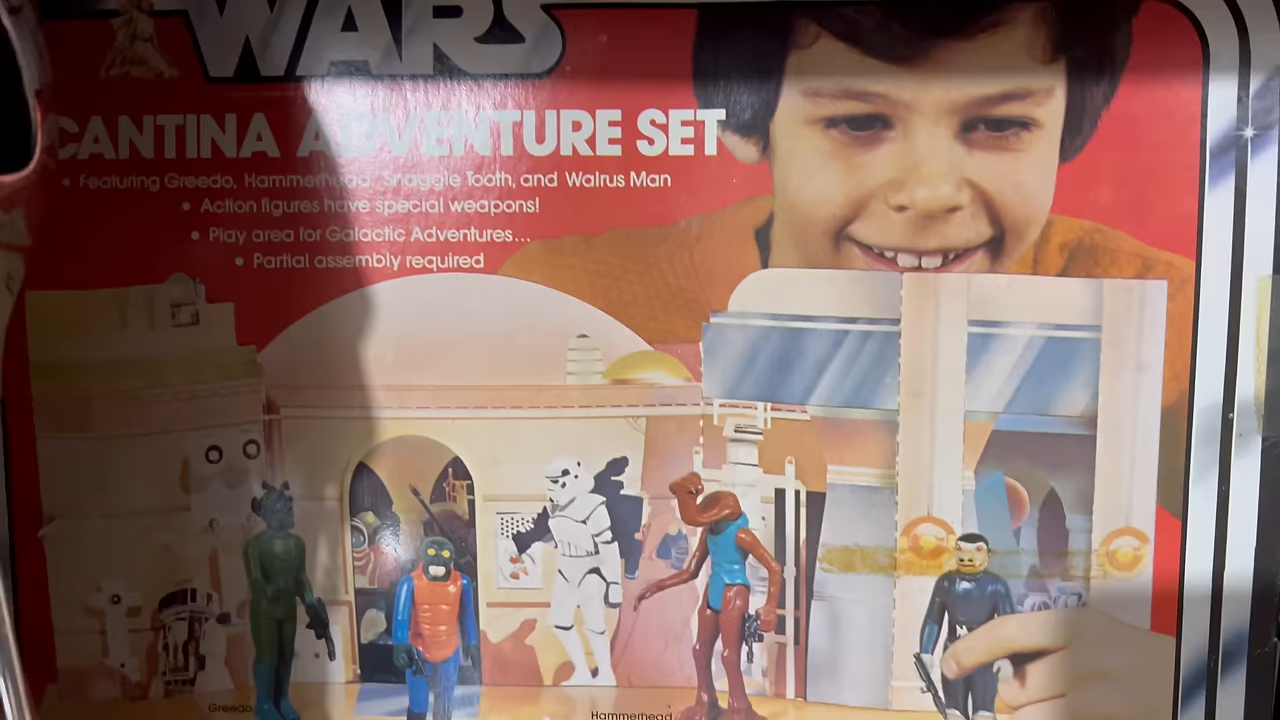 WARS
CANTINA ADVENTURE SET
• Featuring Greedo, Hammerhead, Snaggle Tooth, and Walrus Man
• Action figures have special weapons!
• Play area for Galactic Adventures...
• Partial assembly required
Greedo
Hammerhead